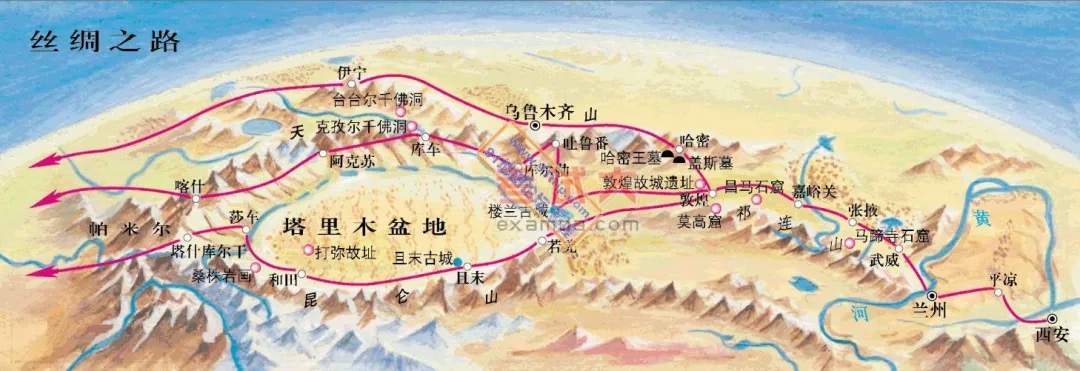 丝绸之路
伊宁
台台尔千佛洞
克孜尔千佛洞
天
山
乌鲁木齐
吐鲁番
哈密
哈密王墓
盖斯墓
库车
库尔勒
阿克苏
敦煌故城遗址
敦煌
昌马石窟
嘉峪关
喀什
莎车
楼兰古城
莫高窟
祁
连
山
张掖
马蹄寺石窟
武威
黄
河
帕米尔
塔里木盆地
塔什库尔干
打弥故址
且末古城
若羌
且末
桑株岩画
和田
昆
仑
山
平凉
兰州
西安
examda.com